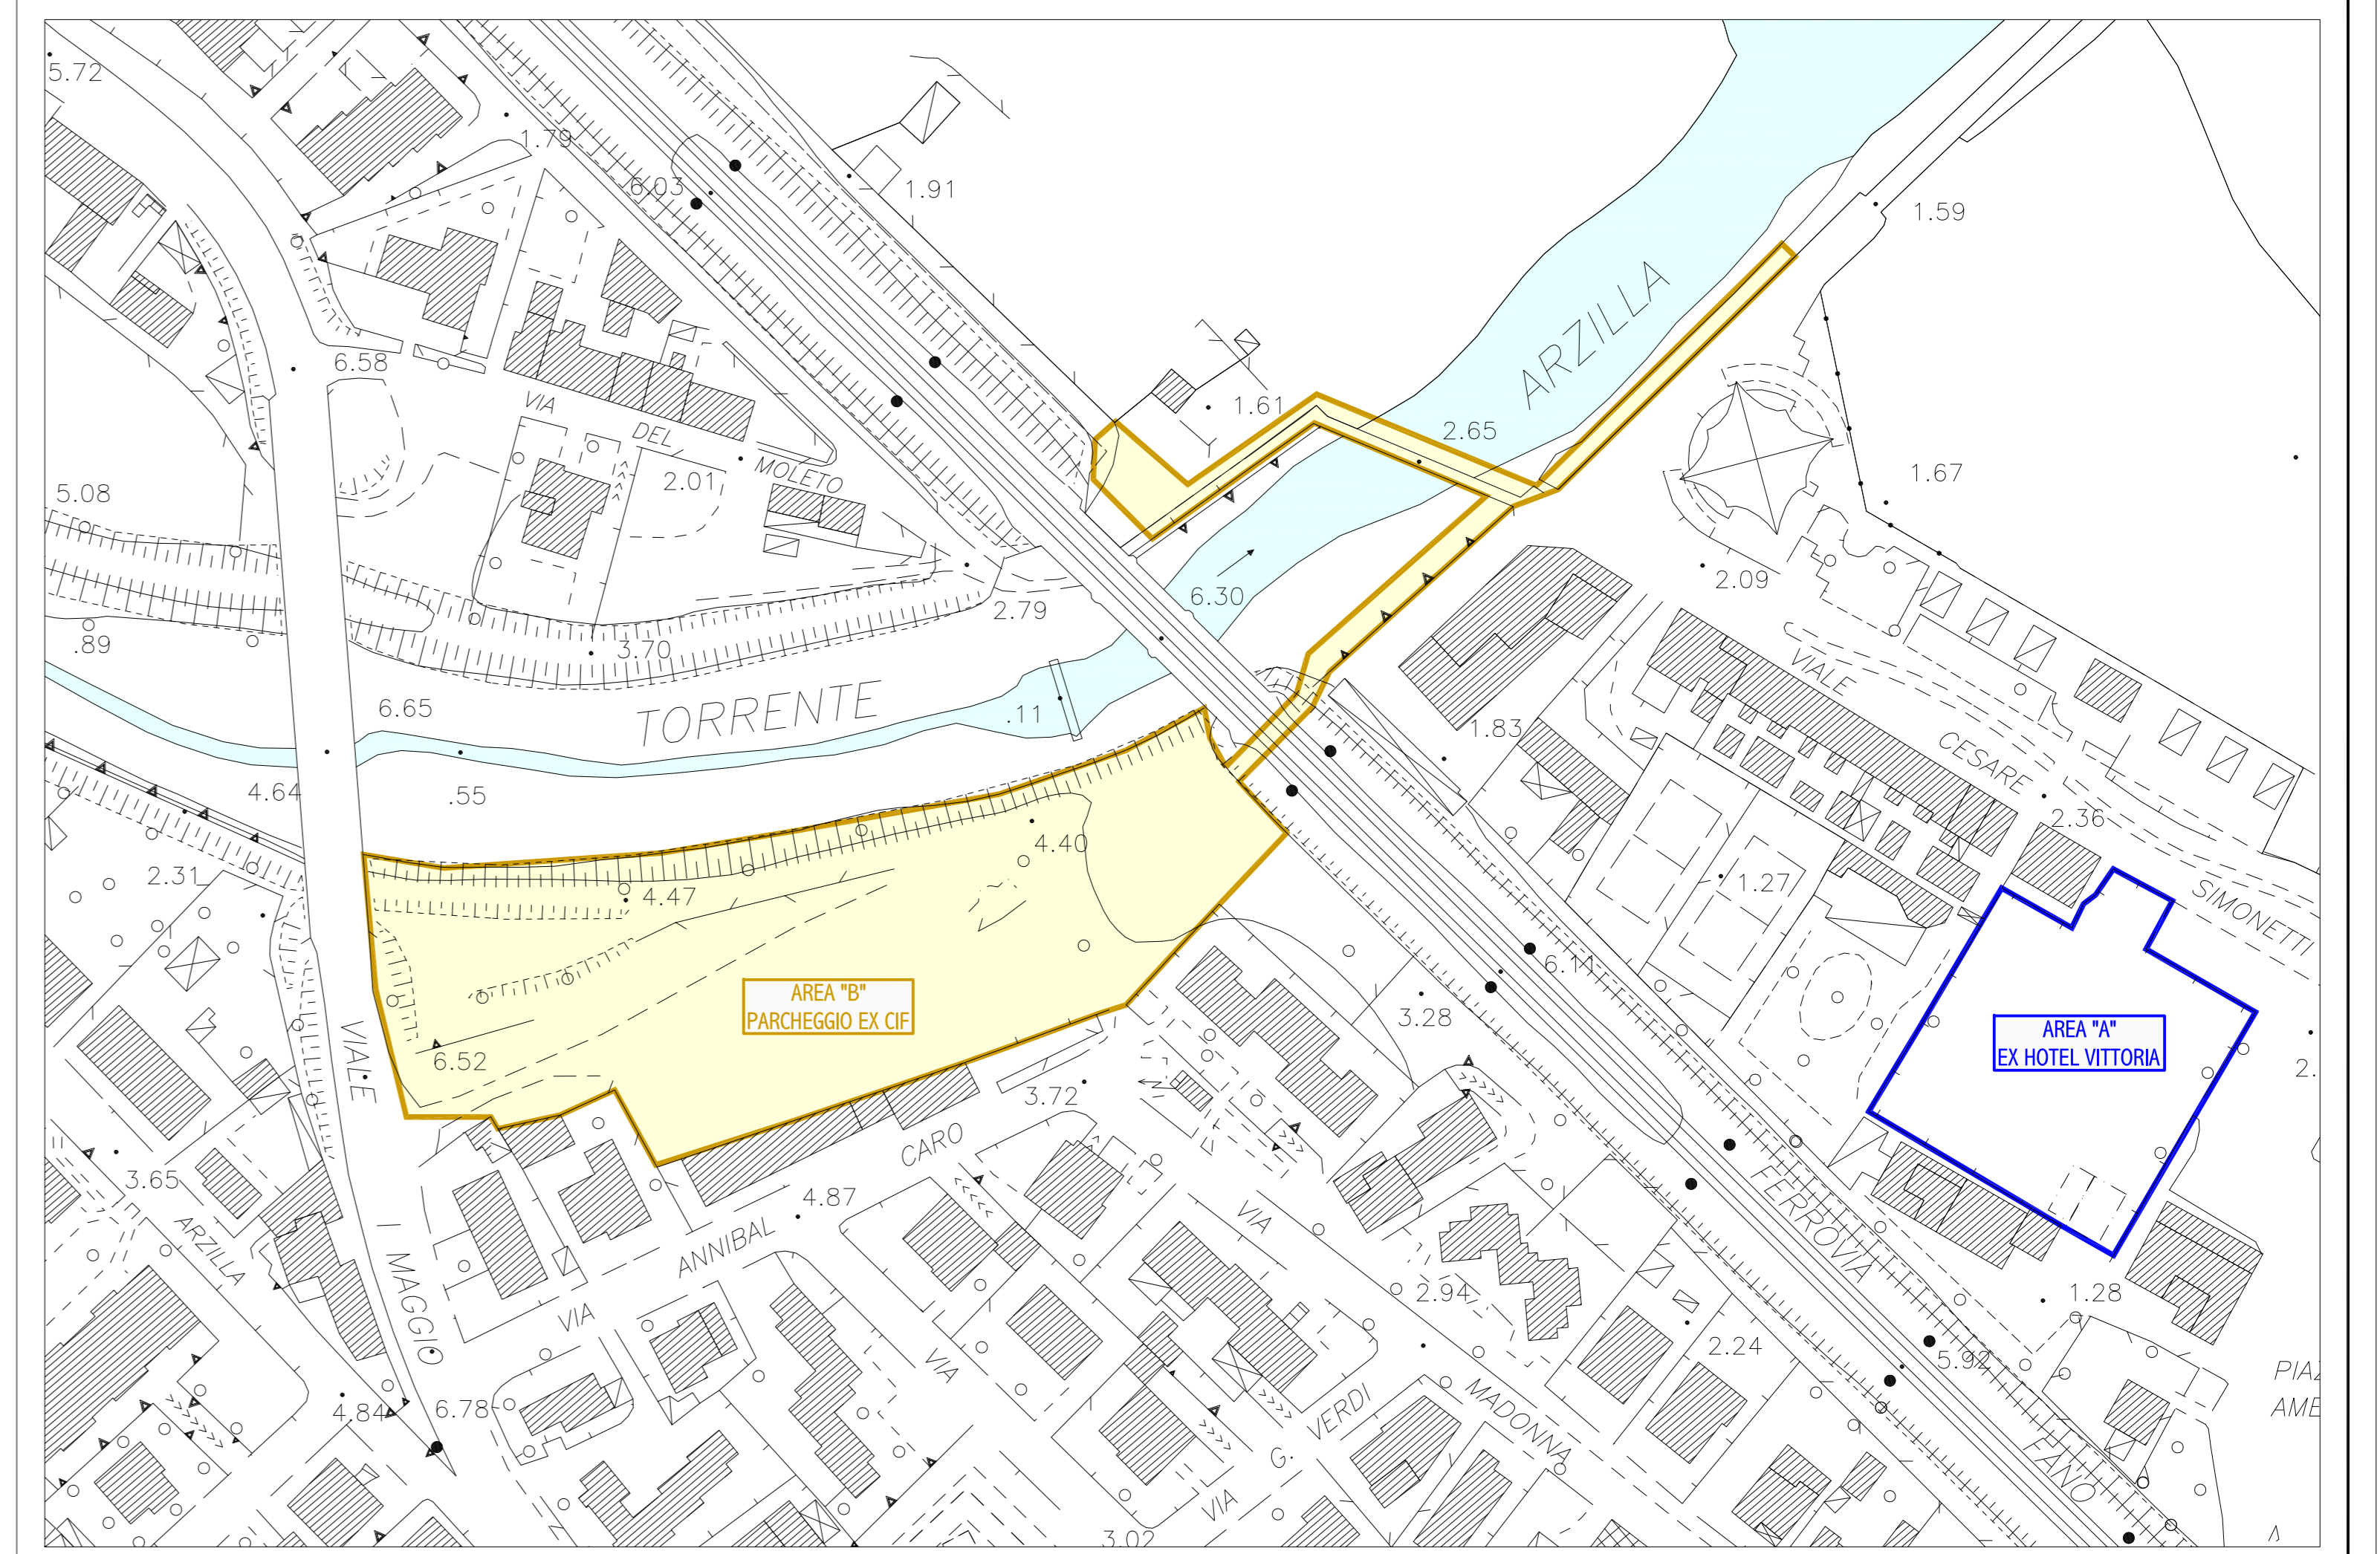 5.72
1.79
6.03
1.91
1.59
6.58
1.61
ARZILLA
2.65
VIA
DEL
MOLETO
2.01
1.67
5.08
2.09
6.30
2.79
.89
3.70
VIALE
CESARE
SIMONETTI
6.65
TORRENTE
.11
1.83
4.64
.55
2.36
4.40
2.31
4.47
1.27
6.11
AREA "B"
PARCHEGGIO EX CIF
3.28
AREA "A"
EX HOTEL VITTORIA
VIALE
I MAGGIO
6.52
2.
3.72
CARO
3.65
4.87
ARZILLA
ANNIBAL
VIA
VIA
FERROVIA
2.94
1.28
2.24
5.92
VIA
PIAZ
AME
VERDI
G.
VIA
MADONNA
4.84
6.78
FANO
3.02